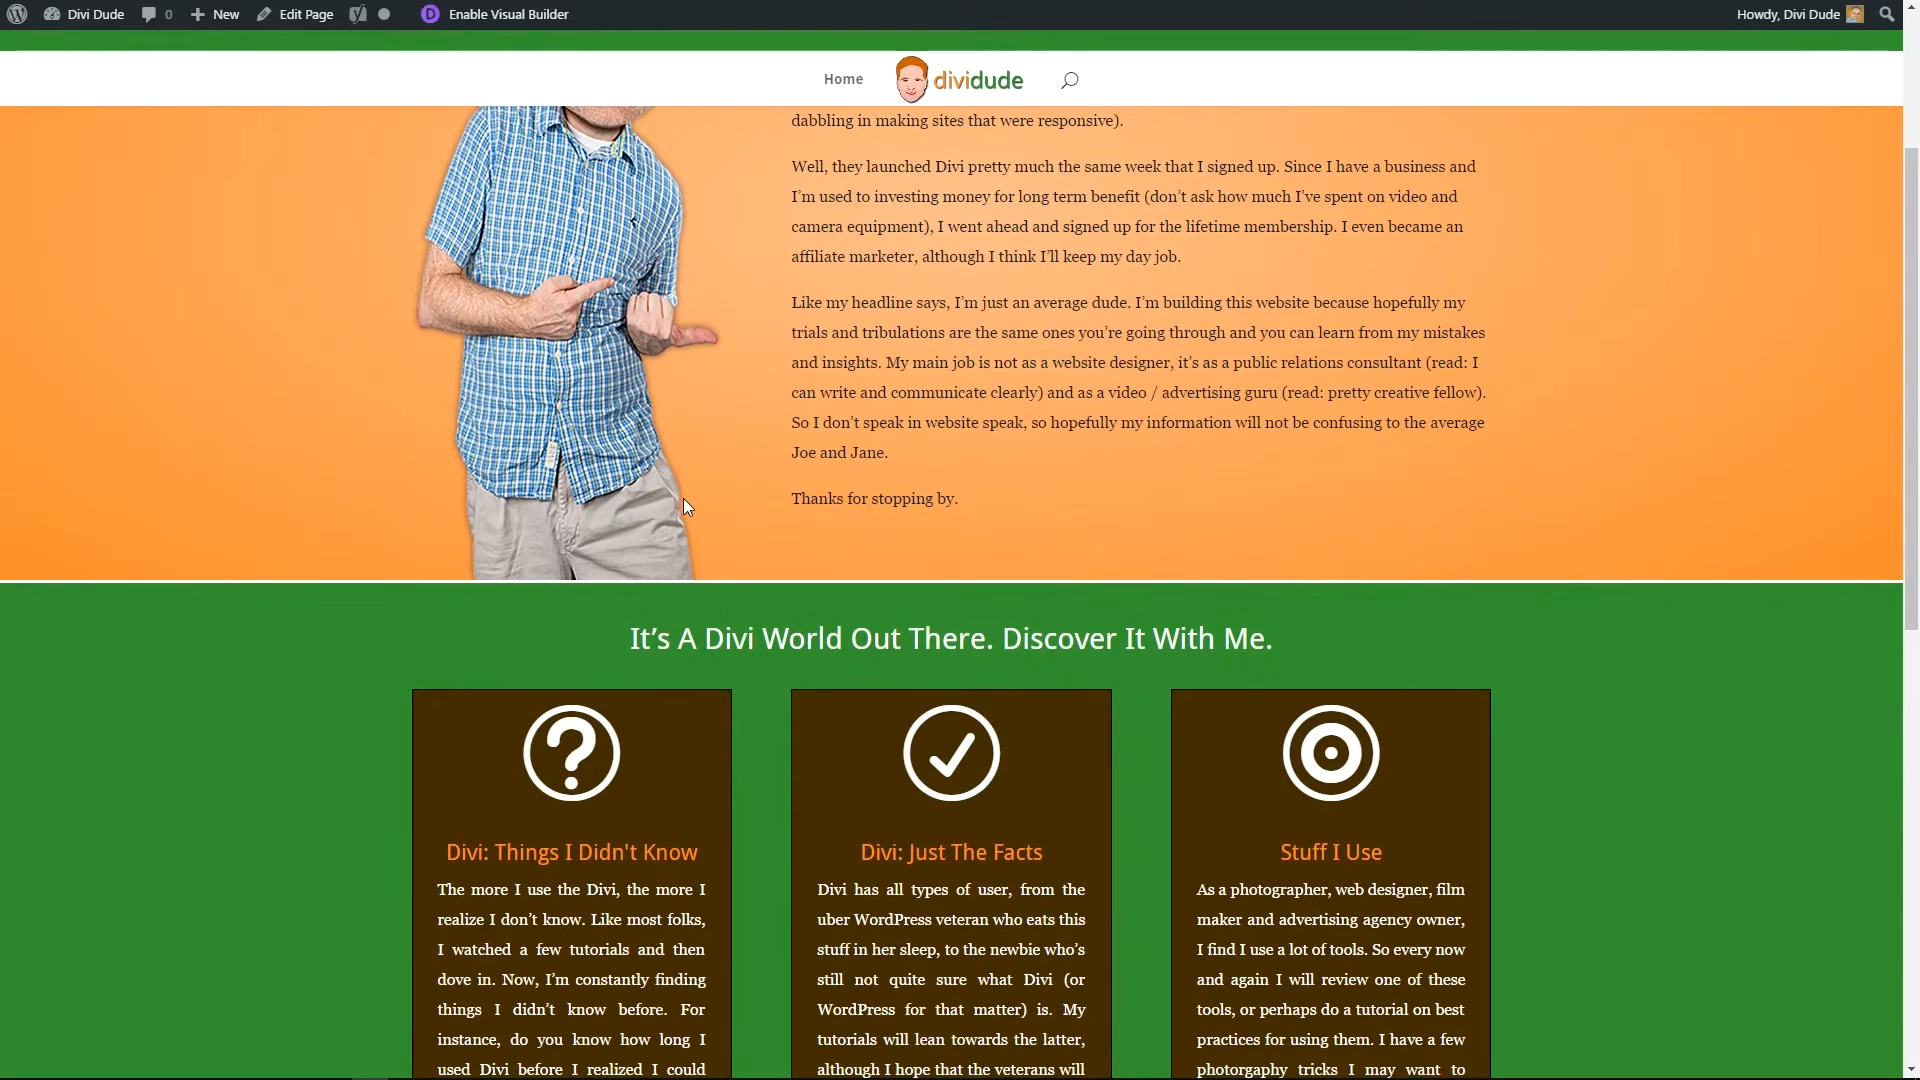 Divi Dude 0 New Edit Page Enable Visual Builder Howdy, Divi Dude
Home dividude
dabbling in making sites that were responsive).
Well, they launched Divi pretty much the same week that I signed up. Since I have a business and
I’m used to investing money for long term benefit (don’t ask how much I’ve spent on video and
camera equipment), I went ahead and signed up for the lifetime membership. I even became an
affiliate marketer, although I think I’ll keep my day job.
Like my headline says, I’m just an average dude. I’m building this website because hopefully my
trials and tribulations are the same ones you’re going through and you can learn from my mistakes
and insights. My main job is not as a website designer, it’s as a public relations consultant (read: I
can write and communicate clearly) and as a video / advertising guru (read: pretty creative fellow).
So I don’t speak in website speak, so hopefully my information will not be confusing to the average
Joe and Jane.
Thanks for stopping by.
It’s A Divi World Out There. Discover It With Me.
Divi: Things I Didn't Know
The more I use the Divi, the more I
realize I don’t know. Like most folks,
I watched a few tutorials and then
dove in. Now, I’m constantly finding
things I didn’t know before. For
instance, do you know how long I
used Divi before I realized I could
Divi: Just The Facts
Divi has all types of user, from the
uber WordPress veteran who eats this
stuff in her sleep, to the newbie who’s
still not quite sure what Divi (or
WordPress for that matter) is. My
tutorials will lean towards the latter,
although I hope that the veterans will
Stuff I Use
As a photographer, web designer, film
maker and advertising agency owner,
I find I use a lot of tools. So every now
and again I will review one of these
tools, or perhaps do a tutorial on best
practices for using them. I have a few
photorgaphy tricks I may want to